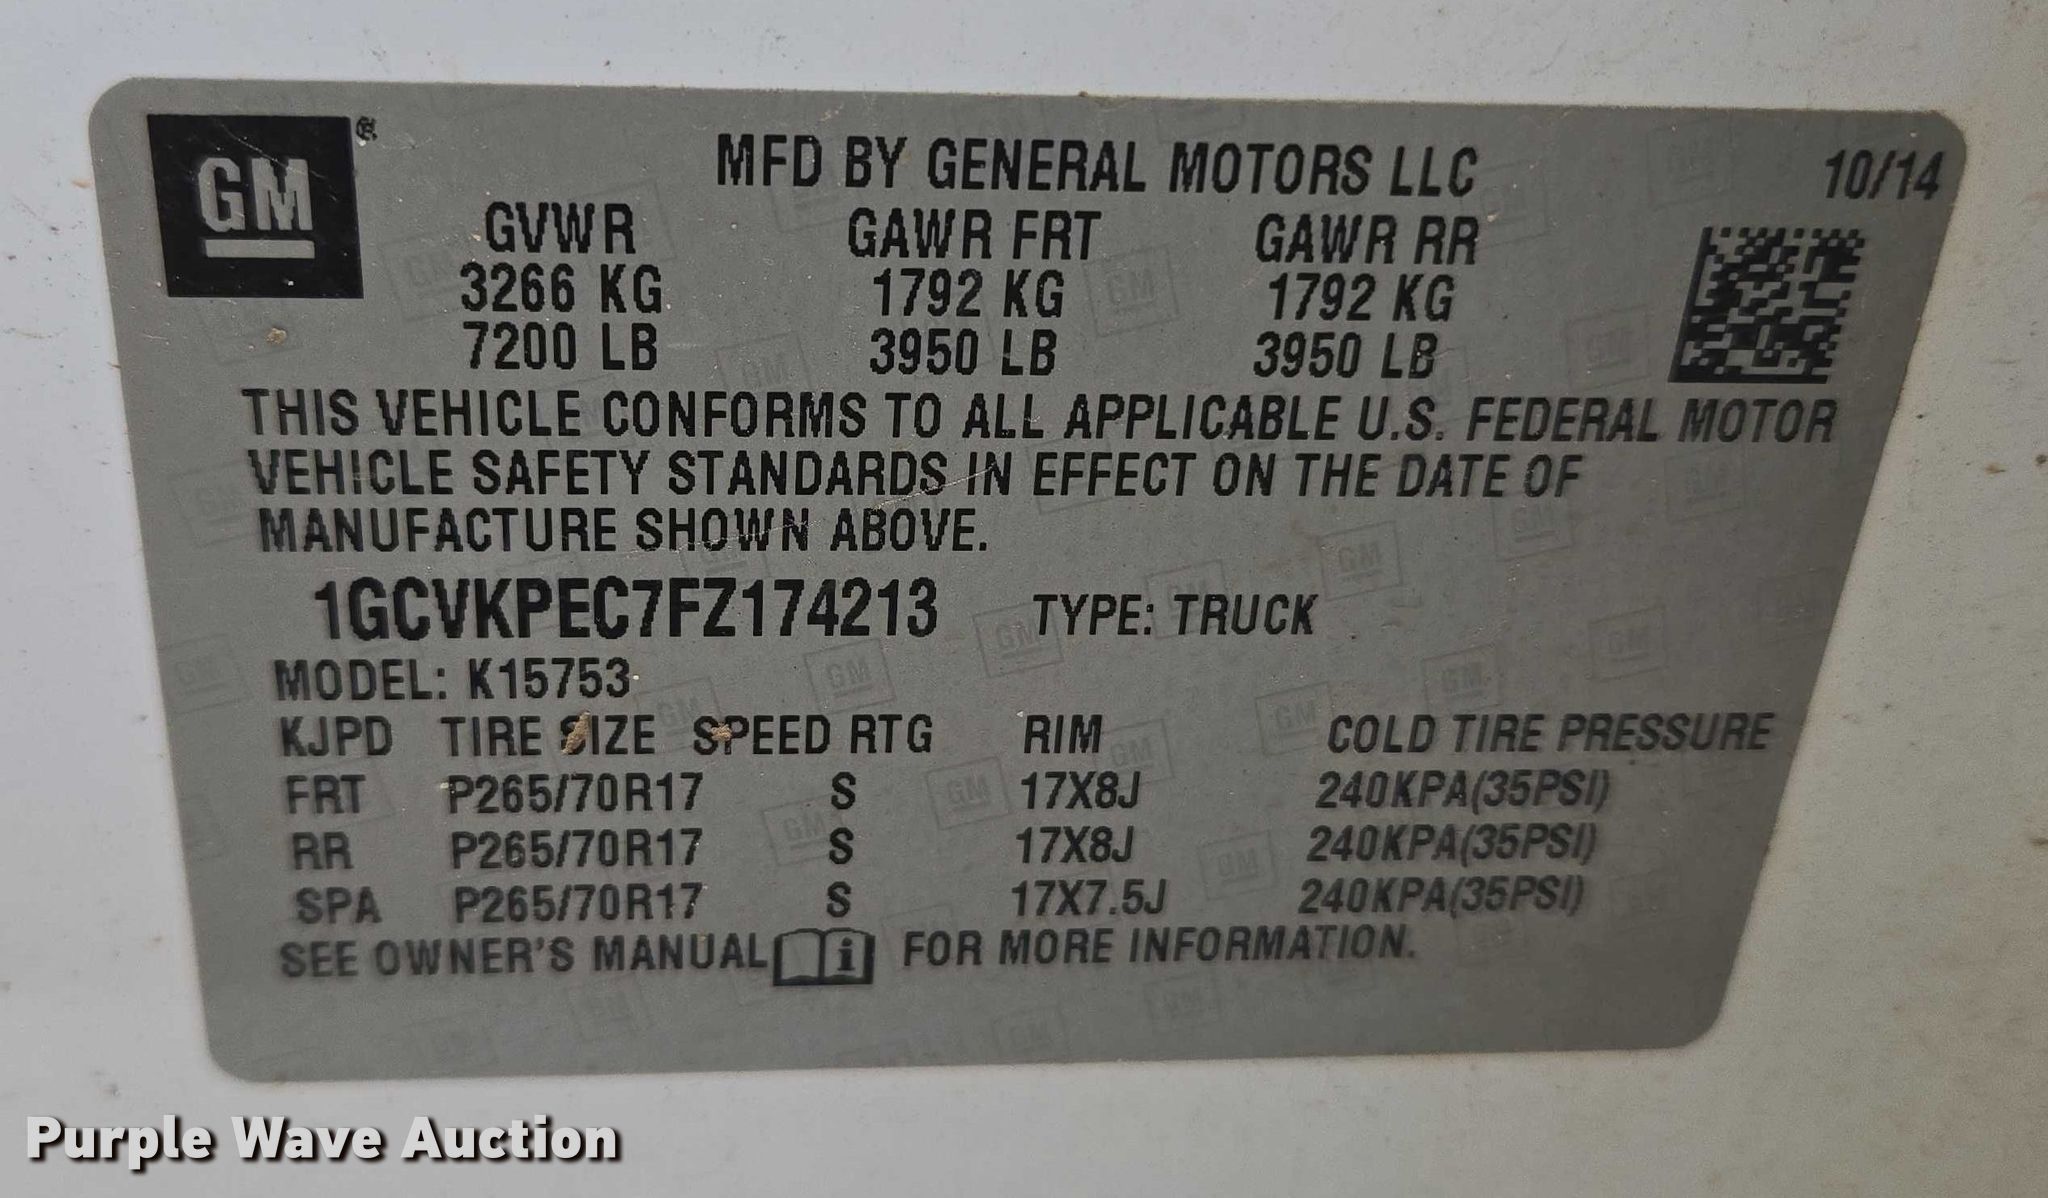 GM ®
MFD BY GENERAL MOTORS LLC 10/14
GVWR GAWR FRT GAWR RR
3266 KG 1792 KG 1792 KG
7200 LB 3950 LB 3950 LB
THIS VEHICLE CONFORMS TO ALL APPLICABLE U.S. FEDERAL MOTOR
VEHICLE SAFETY STANDARDS IN EFFECT ON THE DATE OF
MANUFACTURE SHOWN ABOVE.
1GCVKPEC7FZ174213 TYPE: TRUCK
MODEL: K15753
KJPD TIRE SIZE SPEED RTG RIM COLD TIRE PRESSURE
FRT P265/70R17 S 17X8J 240KPA(35PSI)
RR P265/70R17 S 17X8J 240KPA(35PSI)
SPA P265/70R17 S 17X7.5J 240KPA(35PSI)
SEE OWNER'S MANUAL i FOR MORE INFORMATION.
Purple Wave Auction